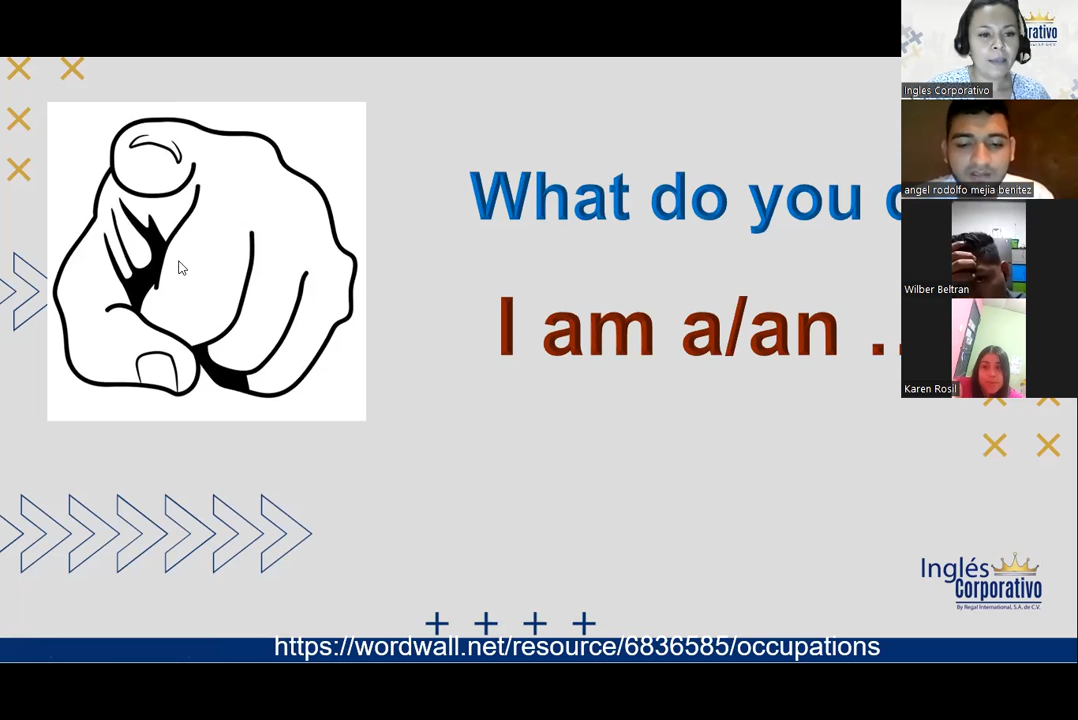 What do you
I am a/an ..
https://wordwall.net/resource/6836585/occupations
Inglés
Corporativo
By Regal International, S.A. de C.V.
Ingles Corporativo
angel rodolfo mejia benitez
Wilber Beltran
Karen Rosil